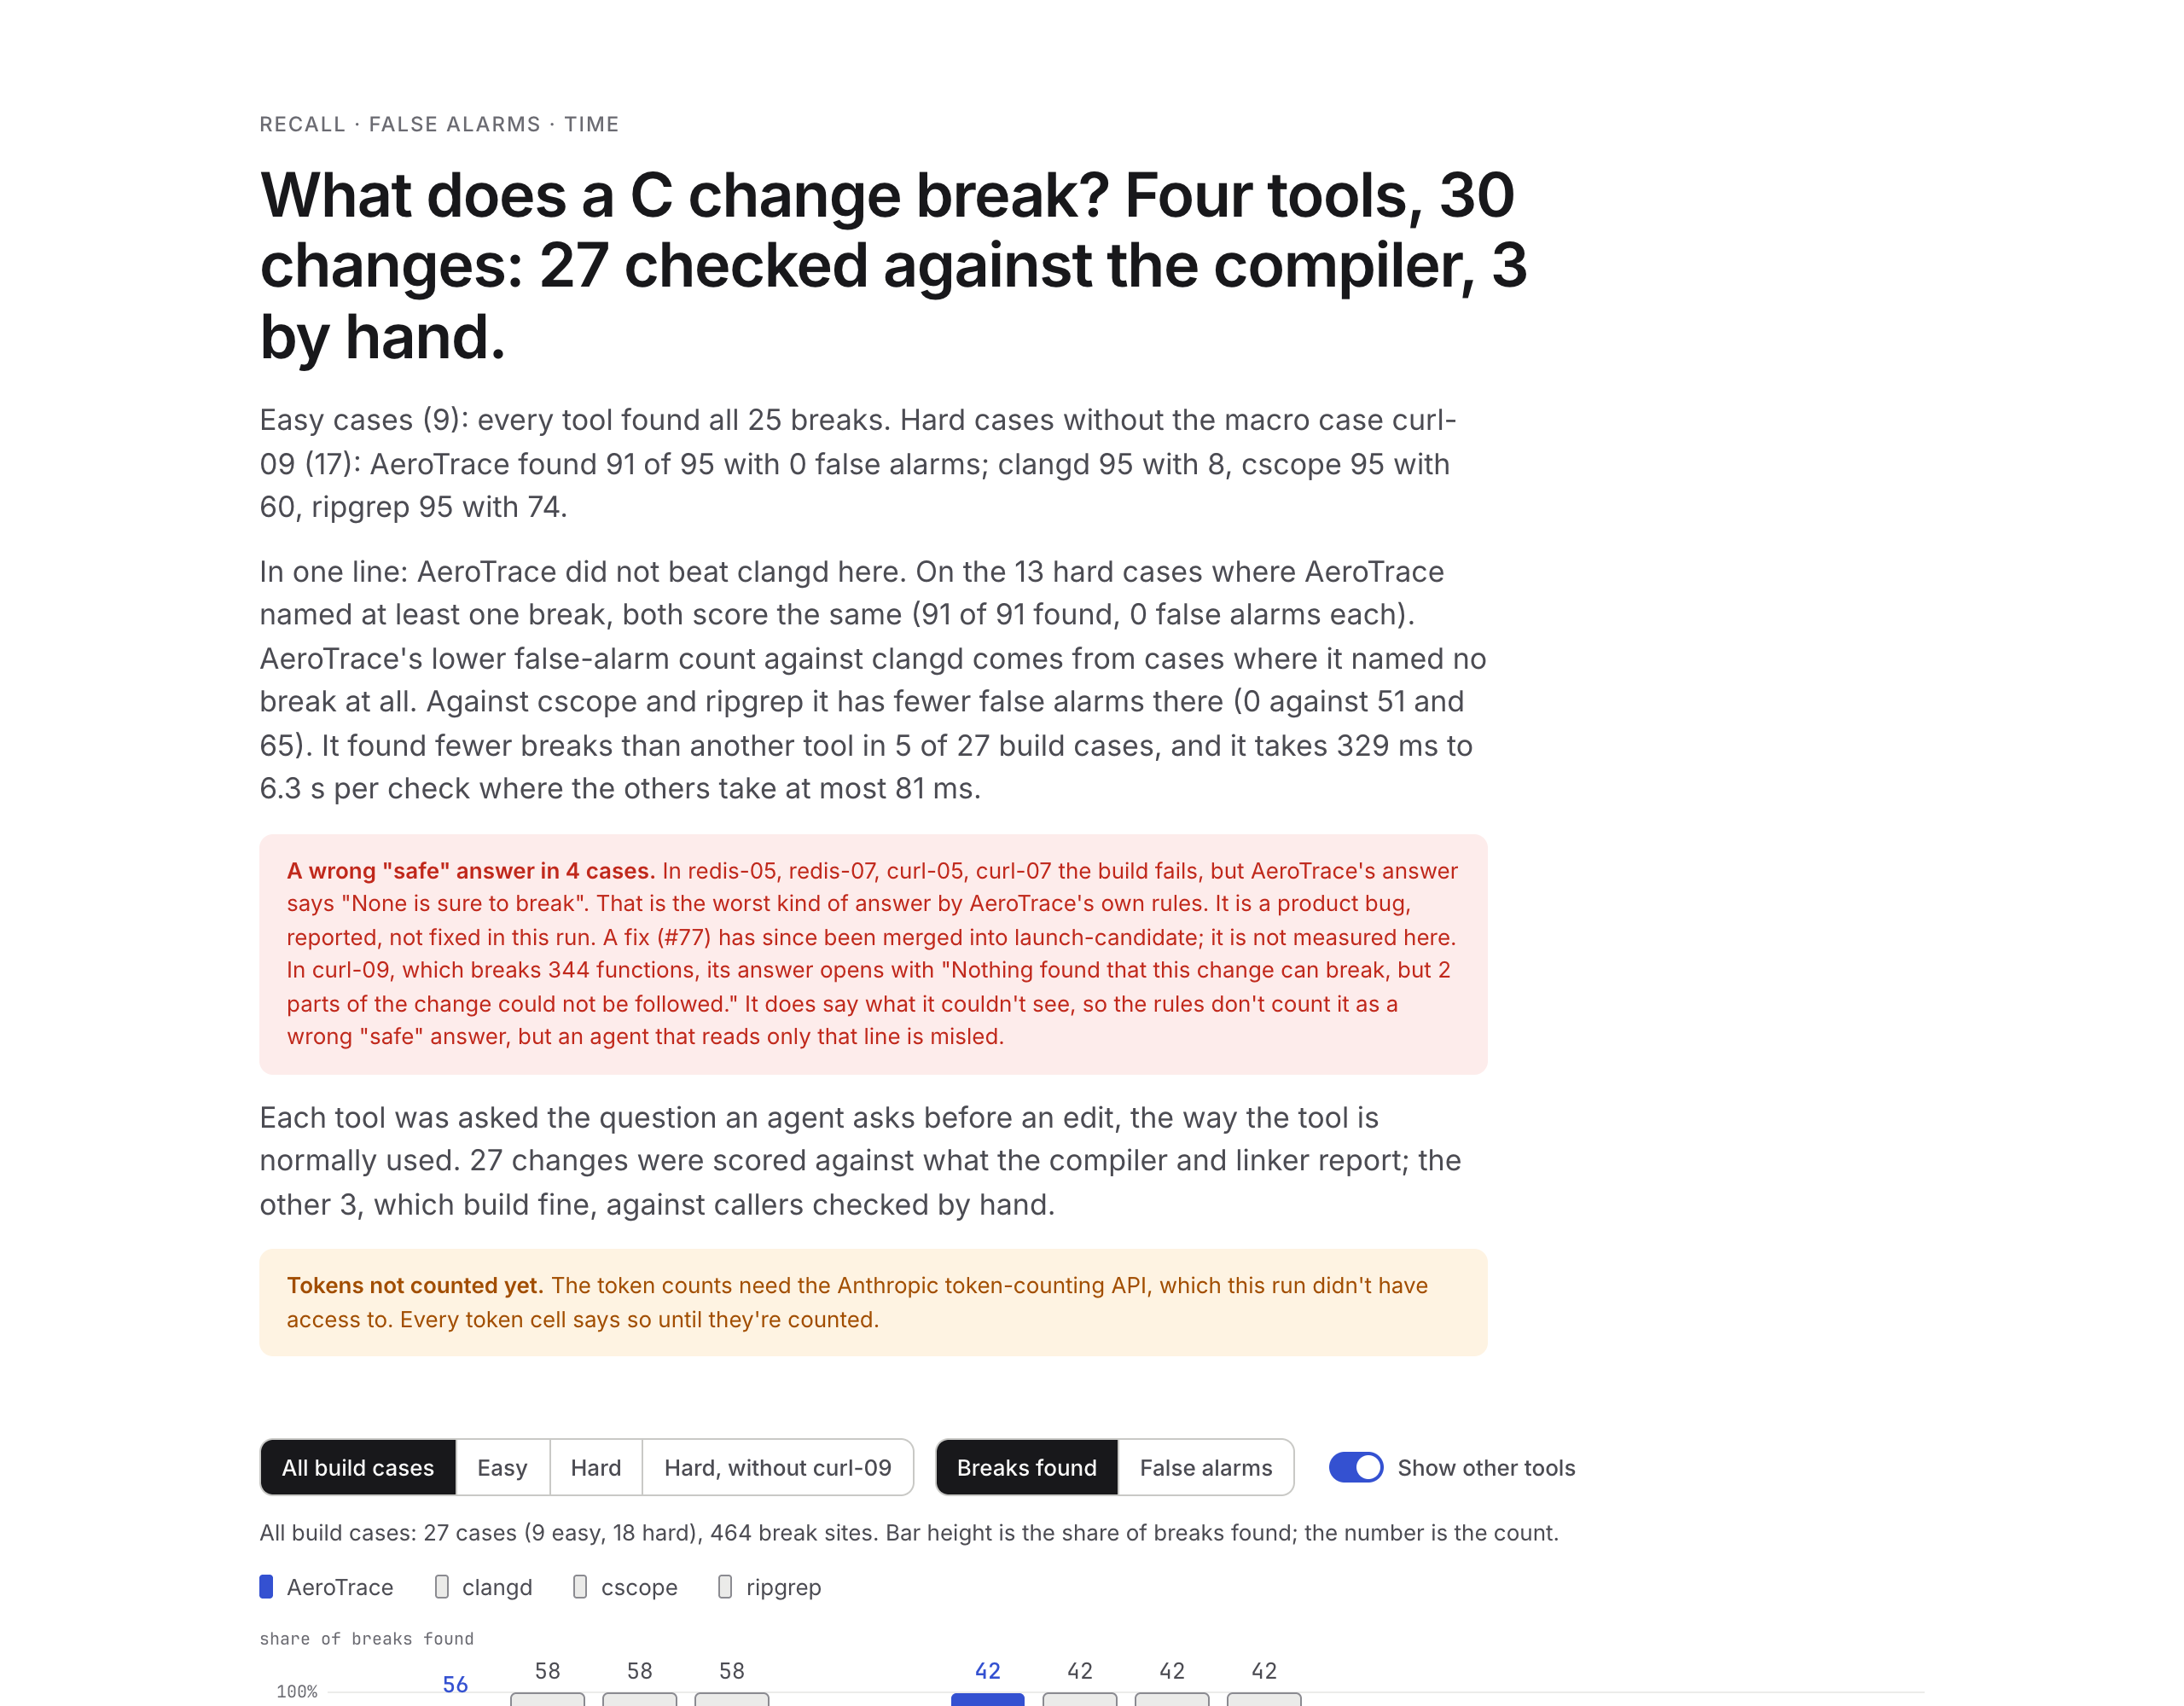 RECALL · FALSE ALARMS · TIME
What does a C change break? Four tools, 30
changes: 27 checked against the compiler, 3
by hand.
Easy cases (9): every tool found all 25 breaks. Hard cases without the macro case curl-
09 (17): AeroTrace found 91 of 95 with 0 false alarms; clangd 95 with 8, cscope 95 with
60, ripgrep 95 with 74.
In one line: AeroTrace did not beat clangd here. On the 13 hard cases where AeroTrace
named at least one break, both score the same (91 of 91 found, 0 false alarms each).
AeroTrace's lower false-alarm count against clangd comes from cases where it named no
break at all. Against cscope and ripgrep it has fewer false alarms there (0 against 51 and
65). It found fewer breaks than another tool in 5 of 27 build cases, and it takes 329 ms to
6.3 s per check where the others take at most 81 ms.
A wrong "safe" answer in 4 cases. In redis-05, redis-07, curl-05, curl-07 the build fails, but AeroTrace's answer
says "None is sure to break". That is the worst kind of answer by AeroTrace's own rules. It is a product bug,
reported, not fixed in this run. A fix (#77) has since been merged into launch-candidate; it is not measured here.
In curl-09, which breaks 344 functions, its answer opens with "Nothing found that this change can break, but 2
parts of the change could not be followed." It does say what it couldn't see, so the rules don't count it as a
wrong "safe" answer, but an agent that reads only that line is misled.
Each tool was asked the question an agent asks before an edit, the way the tool is
normally used. 27 changes were scored against what the compiler and linker report; the
other 3, which build fine, against callers checked by hand.
Tokens not counted yet. The token counts need the Anthropic token-counting API, which this run didn't have
access to. Every token cell says so until they're counted.
All build cases Easy Hard Hard, without curl-09 Breaks found False alarms Show other tools
All build cases: 27 cases (9 easy, 18 hard), 464 break sites. Bar height is the share of breaks found; the number is the count.
AeroTrace clangd cscope ripgrep
share of breaks found
56 58 58 58 42 42 42 42
100%